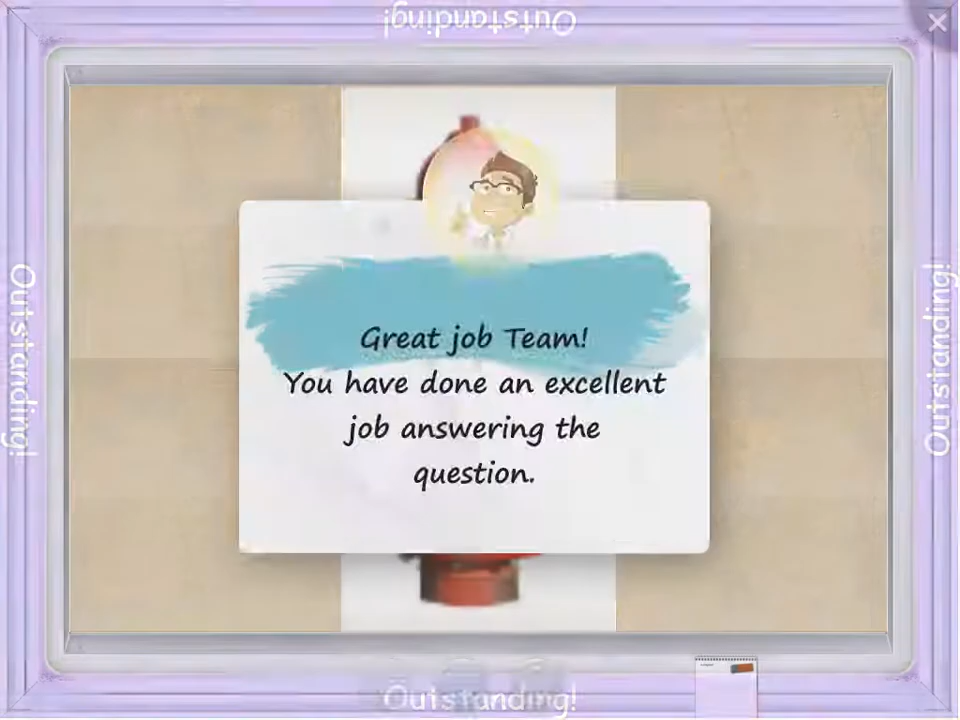 Outstanding!
Outstanding!
Great job Team!
You have done an excellent
job answering the
question.
Outstanding!
Outstanding!